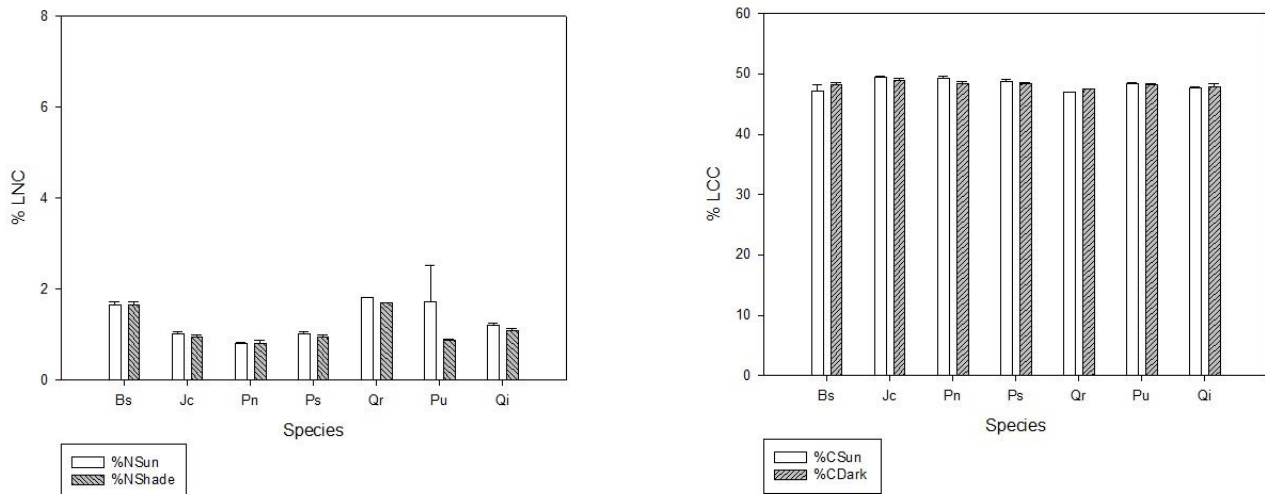 % LNC
8
6
4
2
0
Bs Jc Pn Ps Qr Pu Qi
Species
%NSun
%NShade
% LCC
60
50
40
30
20
10
0
Bs Jc Pn Ps Qr Pu Qi
Species
%CSun
%CDark